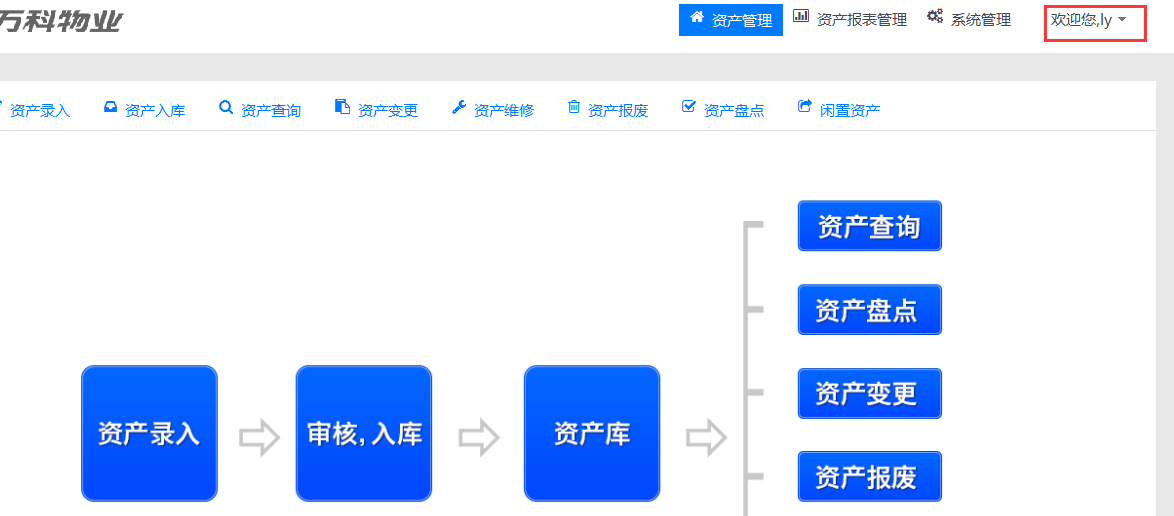 万科物业
资产管理 资产报表管理 系统管理 欢迎您,ly
资产录入 资产入库 资产查询 资产变更 资产维修 资产报废 资产盘点 闲置资产
资产查询
资产盘点
资产变更
资产录入 审核,入库 资产库
资产报废